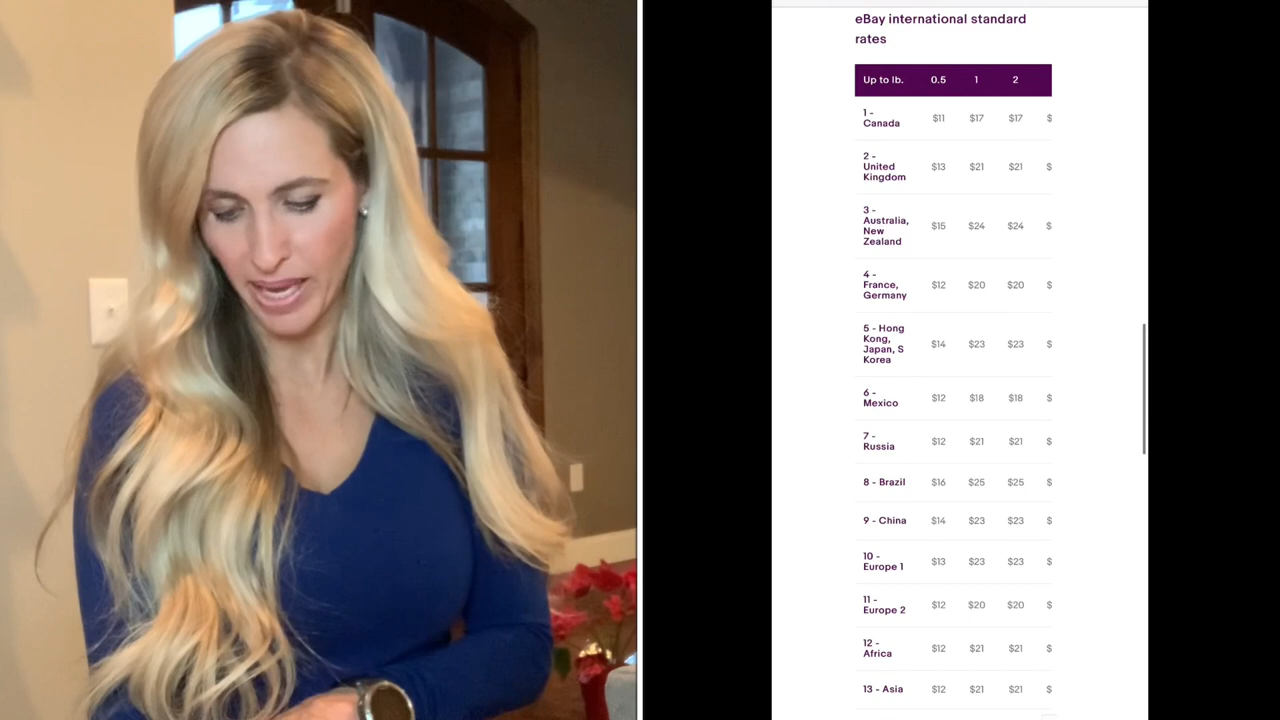 eBay international standard
rates
Up to lb. 0.5 1 2
1 -
Canada $11 $17 $17 $
2 -
United
Kingdom $13 $21 $21 $
3 -
Australia,
New
Zealand $15 $24 $24 $
4 -
France,
Germany $12 $20 $20 $
5 - Hong
Kong,
Japan, S
Korea $14 $23 $23 $
6 -
Mexico $12 $18 $18 $
7 -
Russia $12 $21 $21 $
8 - Brazil $16 $25 $25 $
9 - China $14 $23 $23 $
10 -
Europe 1 $13 $23 $23 $
11 -
Europe 2 $12 $20 $20 $
12 -
Africa $12 $21 $21 $
13 - Asia $12 $21 $21 $